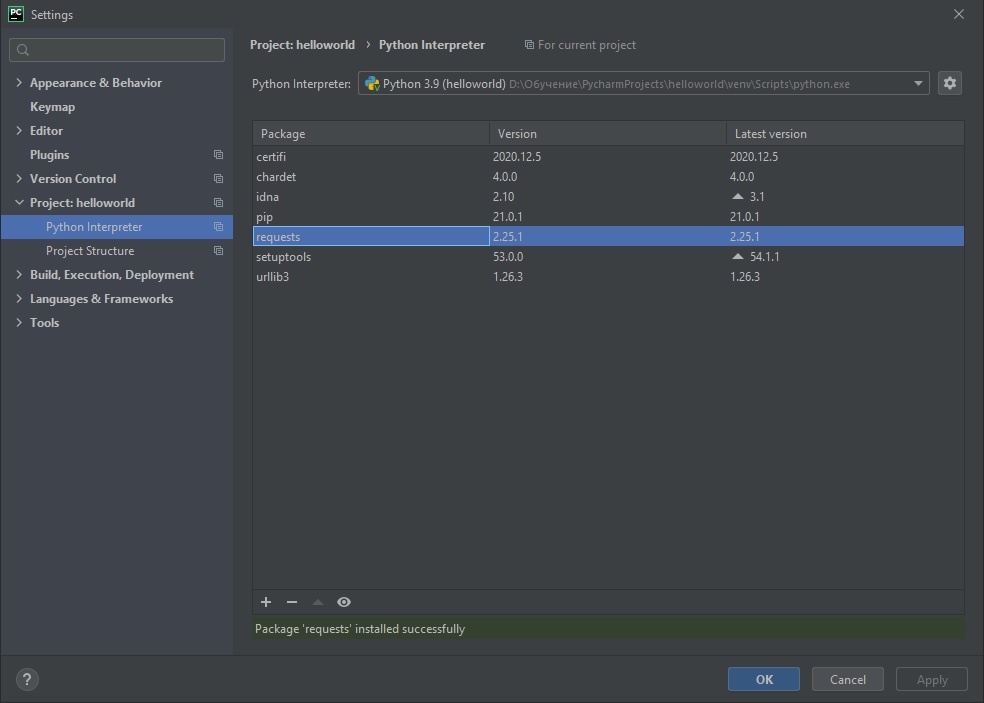 PC Settings
Project: helloworld › Python Interpreter For current project
Python Interpreter: Python 3.9 (helloworld) D:\Обучение\PycharmProjects\helloworld\venv\Scripts\python.exe
Appearance & Behavior
Keymap
Editor
Plugins
Version Control
Project: helloworld
Python Interpreter
Project Structure
Build, Execution, Deployment
Languages & Frameworks
Tools
Package Version Latest version
certifi 2020.12.5 2020.12.5
chardet 4.0.0 4.0.0
idna 2.10 3.1
pip 21.0.1 21.0.1
requests 2.25.1 2.25.1
setuptools 53.0.0 54.1.1
urllib3 1.26.3 1.26.3
Package 'requests' installed successfully
? OK Cancel Apply